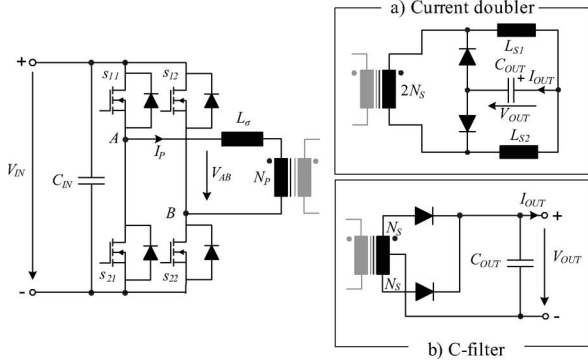 a) Current doubler
L_S1
C_OUT
+
I_OUT
2N_S
V_OUT
L_S2
+
s_11
s_12
A
I_P
L_σ
V_IN
C_IN
V_AB
N_P
B
s_21
s_22
-
I_OUT
+
N_S
N_S
C_OUT
V_OUT
-
b) C-filter